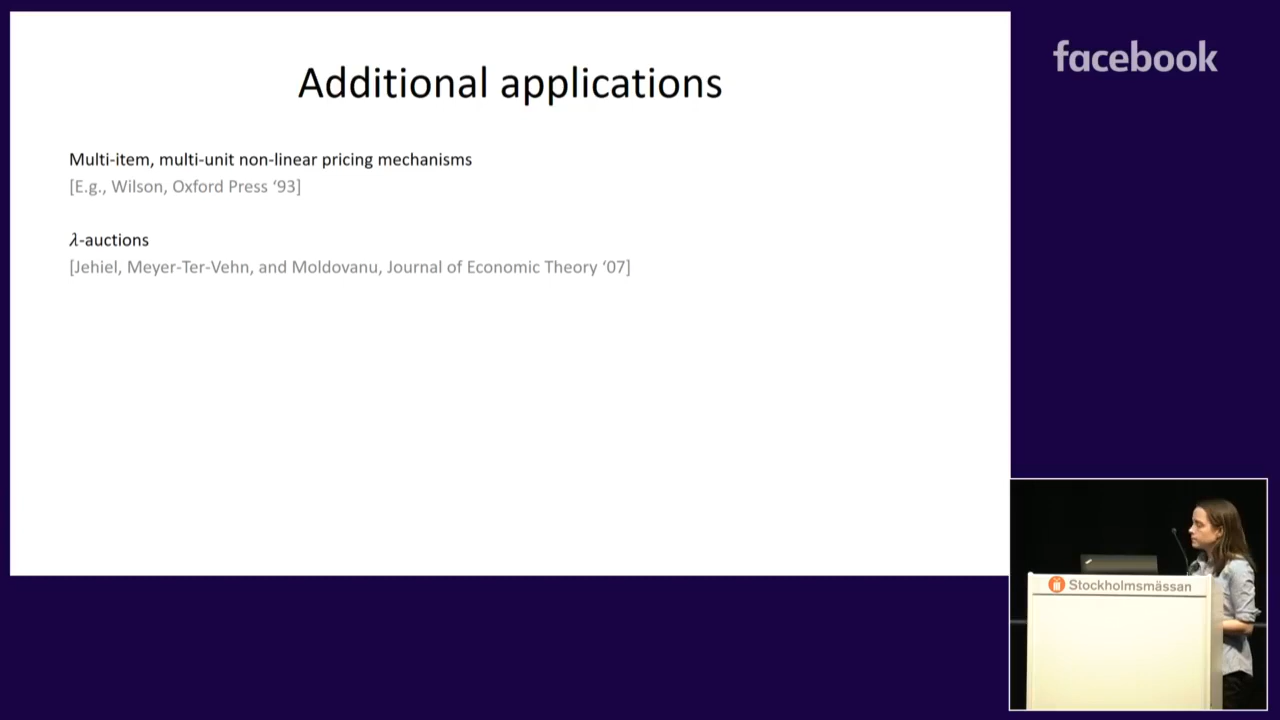 Additional applications
facebook
Multi-item, multi-unit non-linear pricing mechanisms
[E.g., Wilson, Oxford Press ‘93]
λ-auctions
[Jehiel, Meyer-Ter-Vehn, and Moldovanu, Journal of Economic Theory ‘07]
Stockholmsmässan